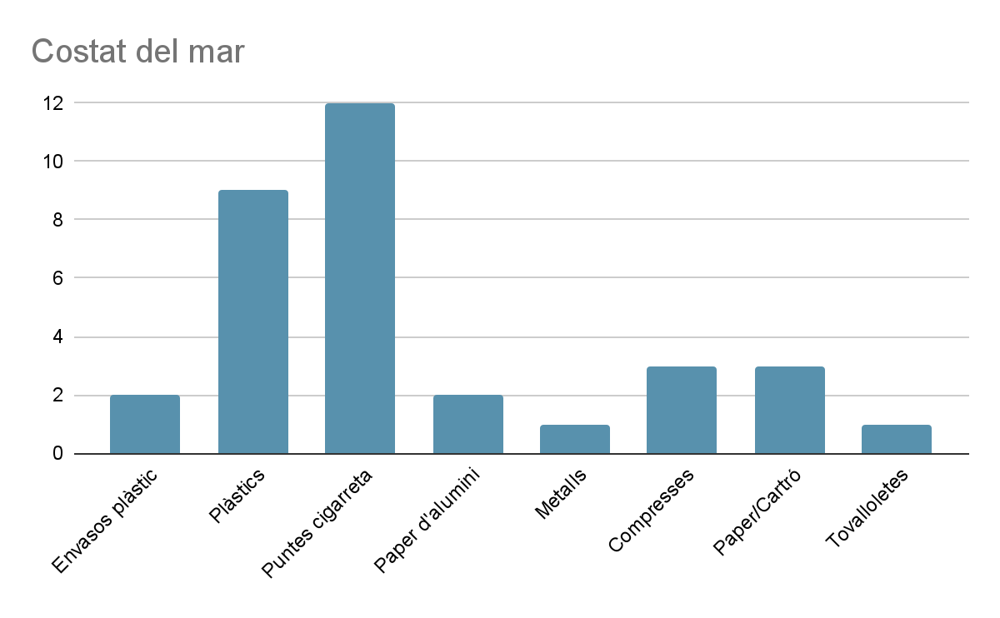 Costat del mar
12
10
8
6
4
2
0
Envasos plàstic
Plàstics
Puntes cigarreta
Paper d'alumini
Metalls
Compresses
Paper/Cartró
Tovalloletes